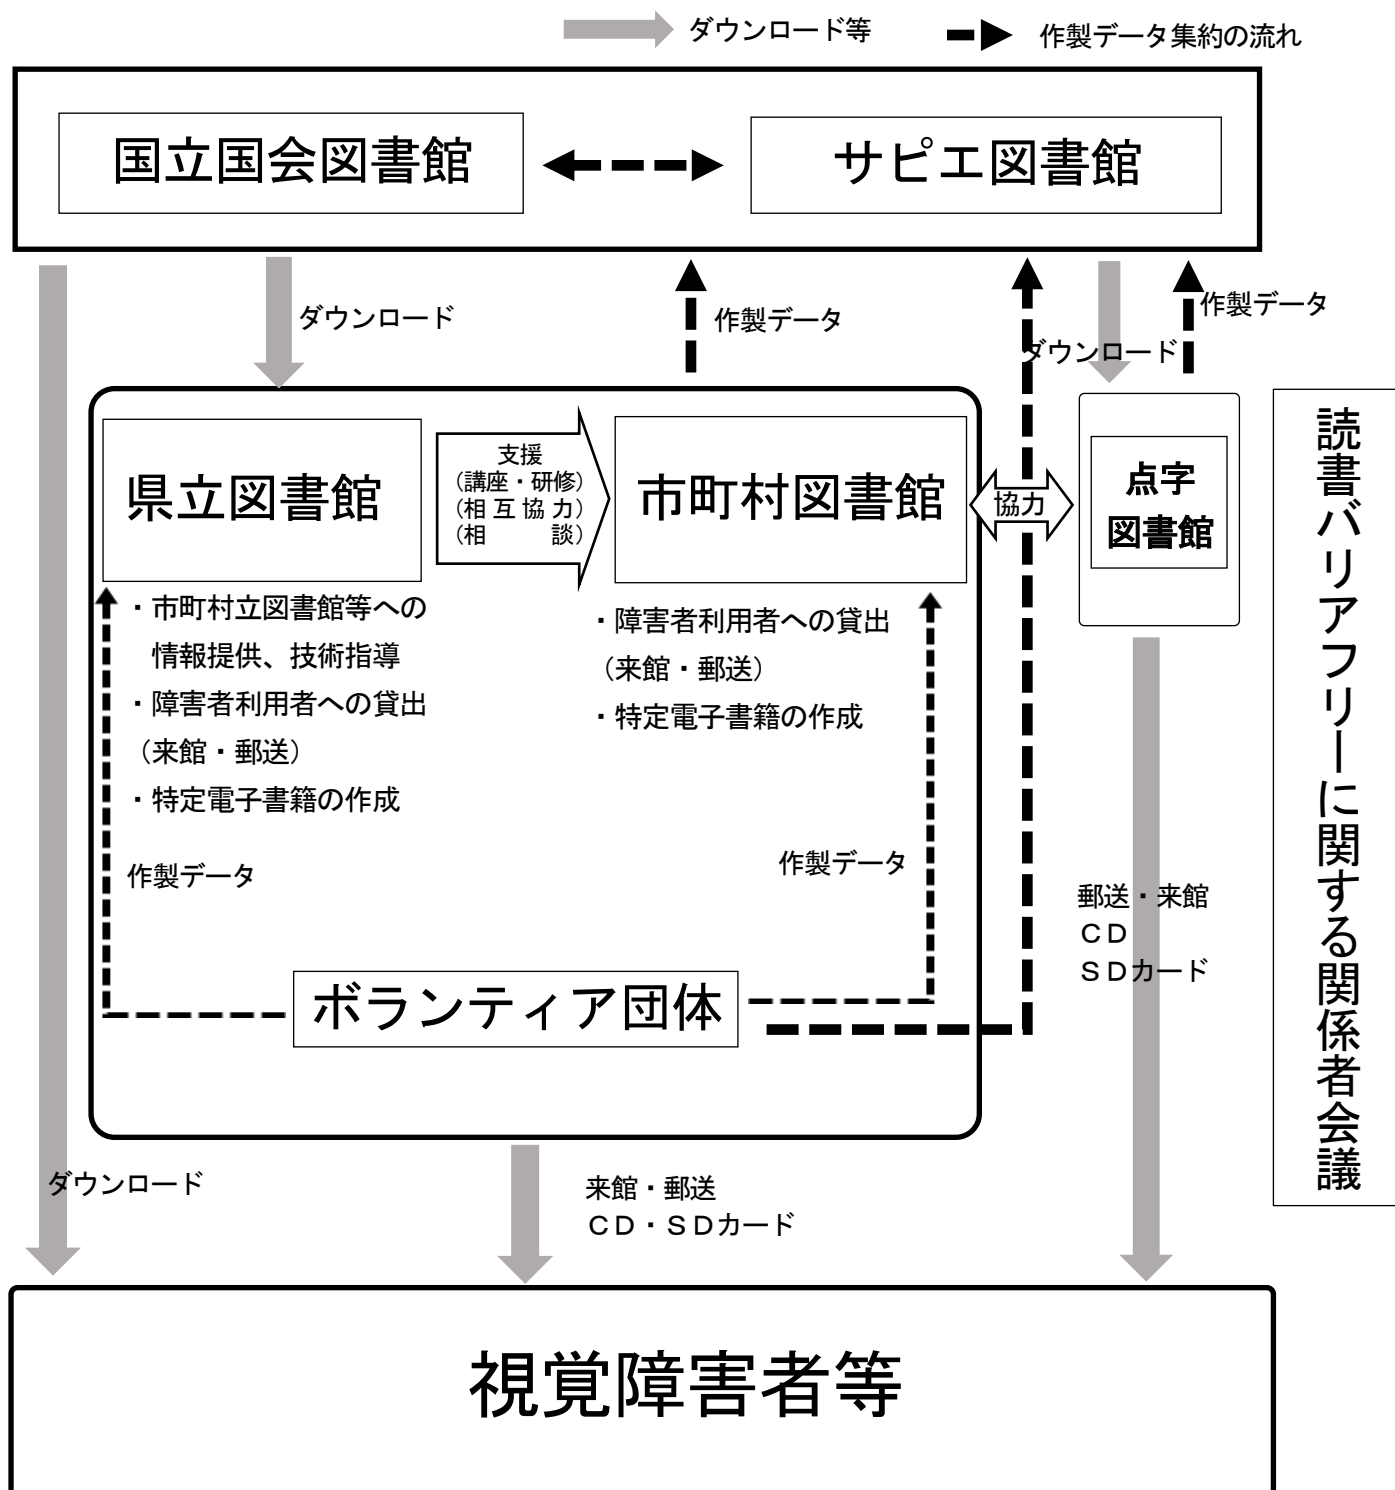 ダウンロード等
作製データ集約の流れ
国立国会図書館
サピエ図書館
ダウンロード
作製データ
ダウンロード
作製データ
県立図書館
支援
(講座・研修)
(相互協力)
(相　　談)
市町村図書館
協力
点字
図書館
・市町村立図書館等への
情報提供、技術指導
・障害者利用者への貸出
(来館・郵送)
・特定電子書籍の作成
・障害者利用者への貸出
(来館・郵送)
・特定電子書籍の作成
作製データ
作製データ
ボランティア団体
郵送・来館
ＣＤ
ＳＤカード
読書バリアフリーに関する関係者会議
ダウンロード
来館・郵送
ＣＤ・ＳＤカード
視覚障害者等